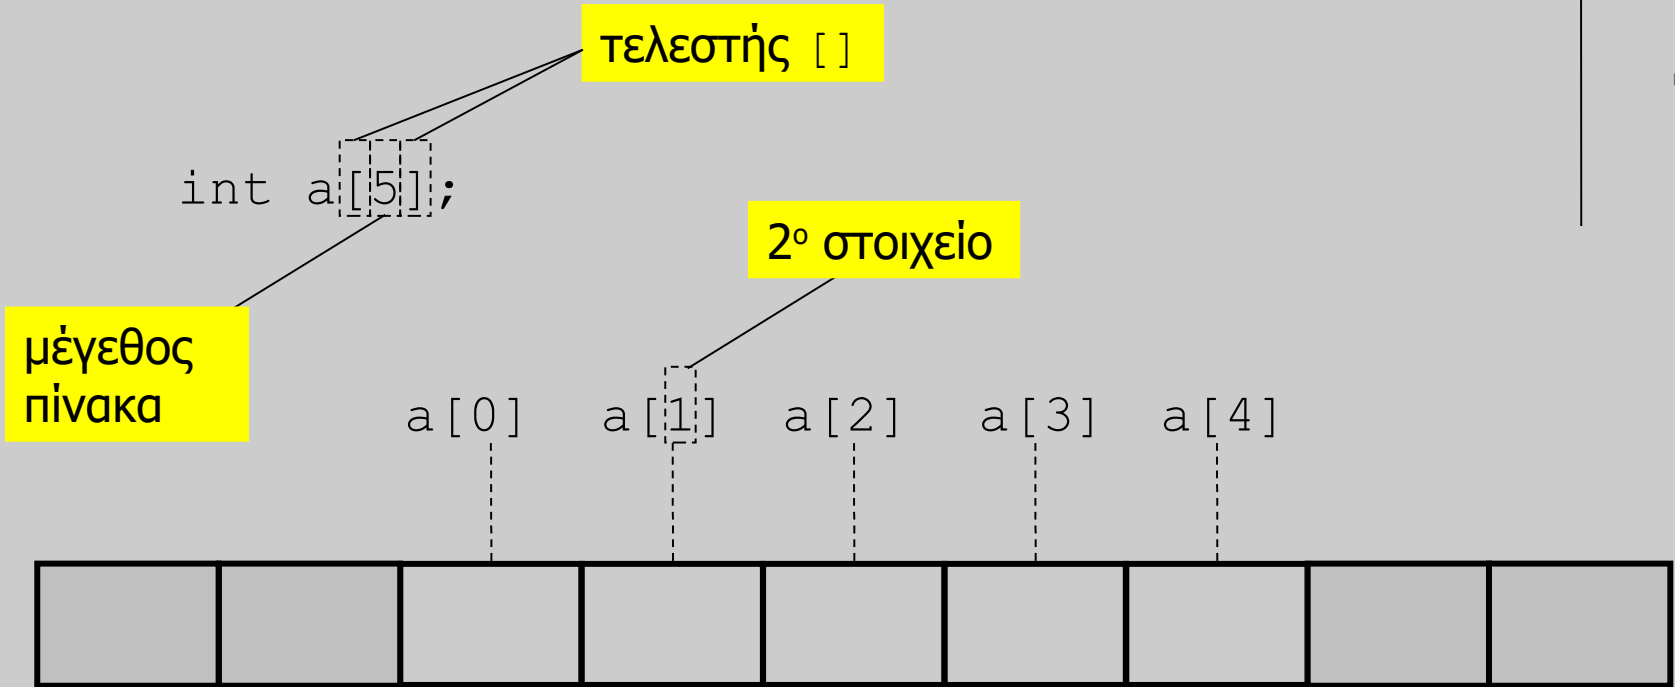 τελεστής []
int a[5];
2ο στοιχείο
μέγεθος
πίνακα
a[0] a[1] a[2] a[3] a[4]